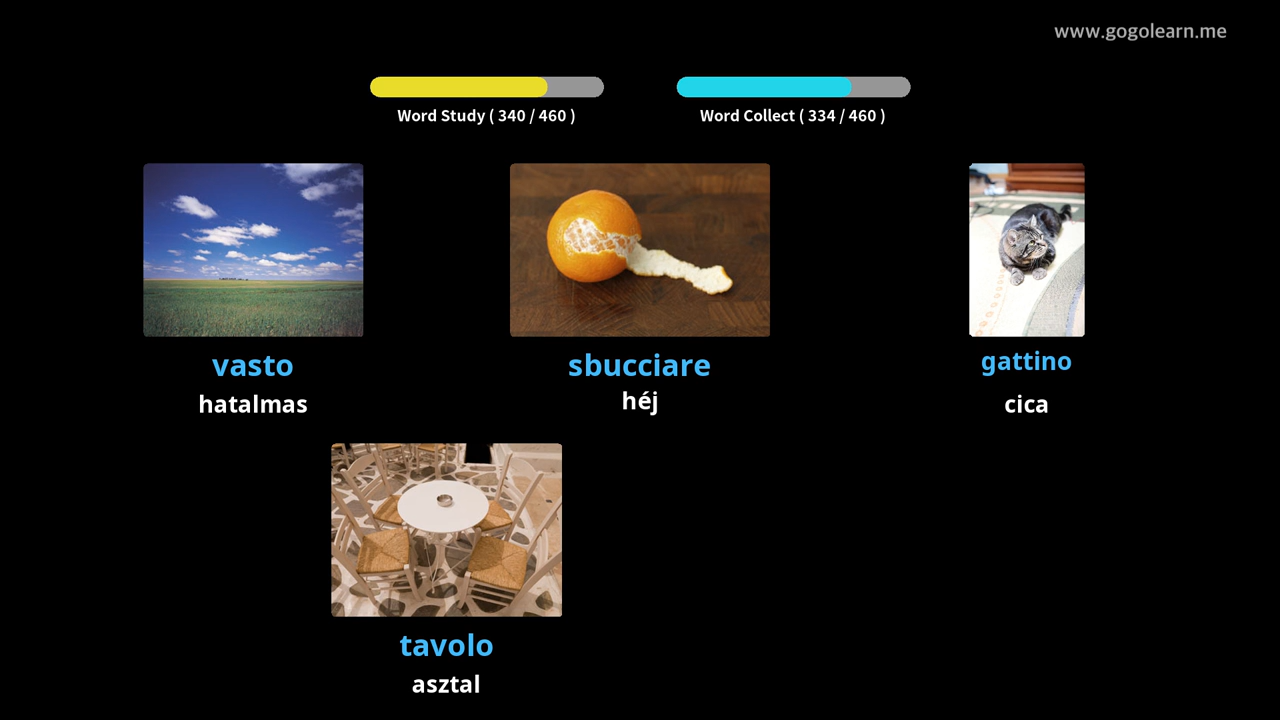 www.gogolearn.me
Word Study ( 340 / 460 )
Word Collect ( 334 / 460 )
vasto
hatalmas
sbucciare
héj
gattino
cica
tavolo
asztal